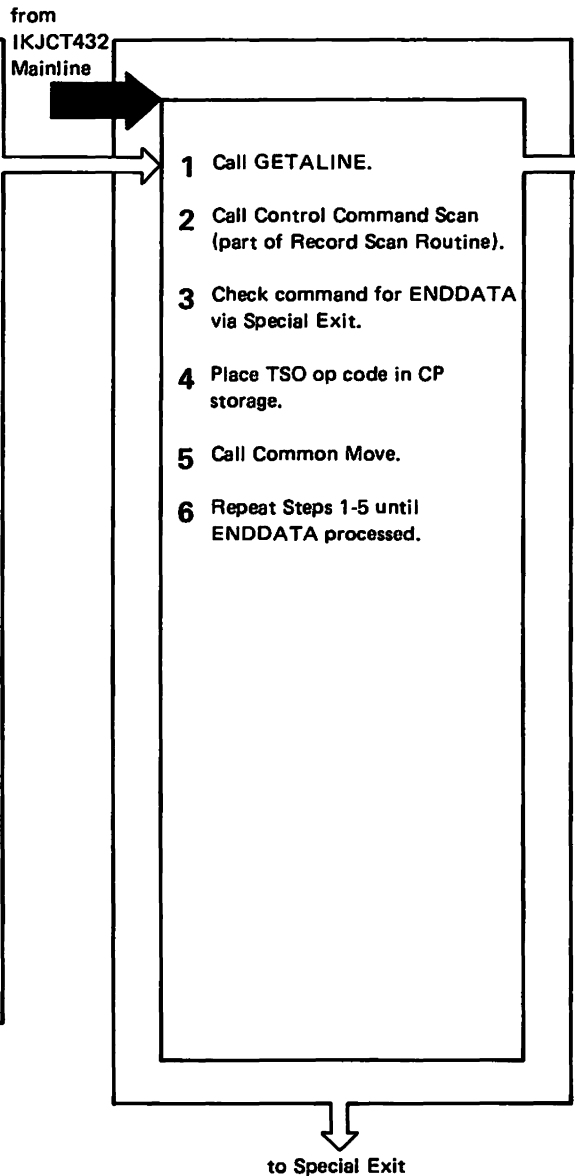 from
IKJCT432
Mainline
1 Call GETALINE.
2 Call Control Command Scan
(part of Record Scan Routine).
3 Check command for ENDDATA
via Special Exit.
4 Place TSO op code in CP
storage.
5 Call Common Move.
6 Repeat Steps 1-5 until
ENDDATA processed.
to Special Exit